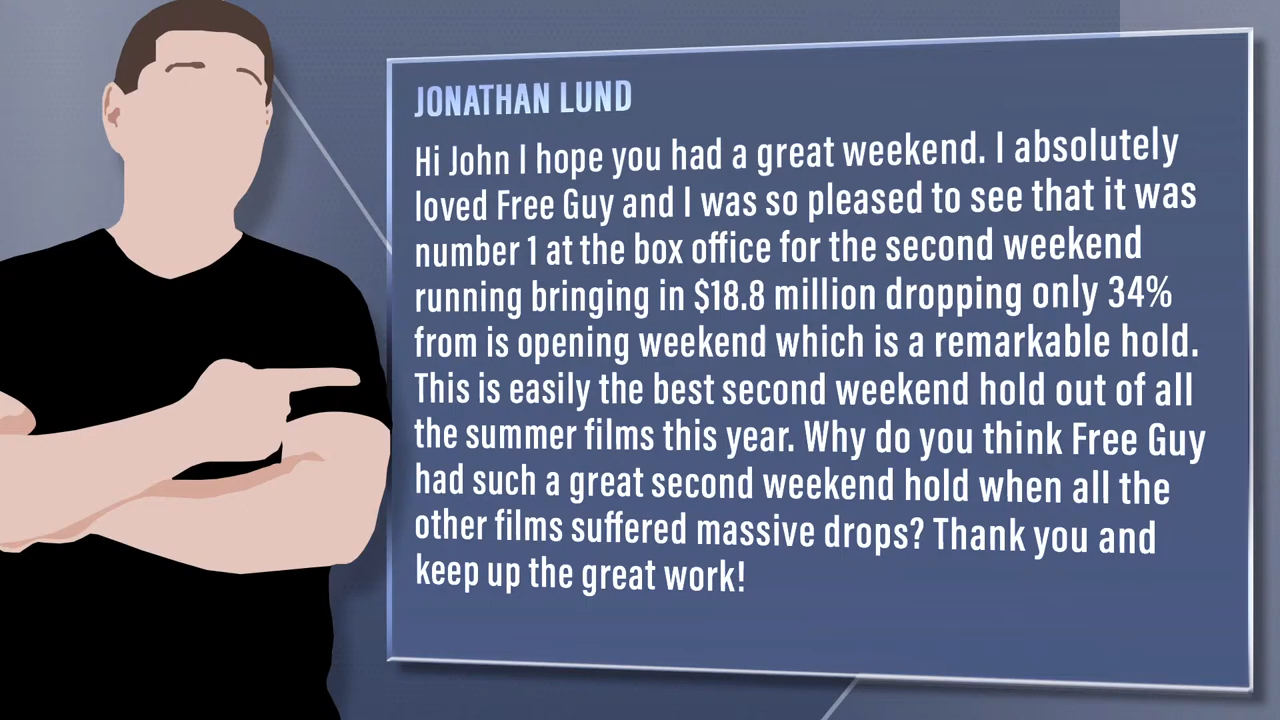 JONATHAN LUND
Hi John I hope you had a great weekend. I absolutely
loved Free Guy and I was so pleased to see that it was
number 1 at the box office for the second weekend
running bringing in $18.8 million dropping only 34%
from is opening weekend which is a remarkable hold.
This is easily the best second weekend hold out of all
the summer films this year. Why do you think Free Guy
had such a great second weekend hold when all the
other films suffered massive drops? Thank you and
keep up the great work!